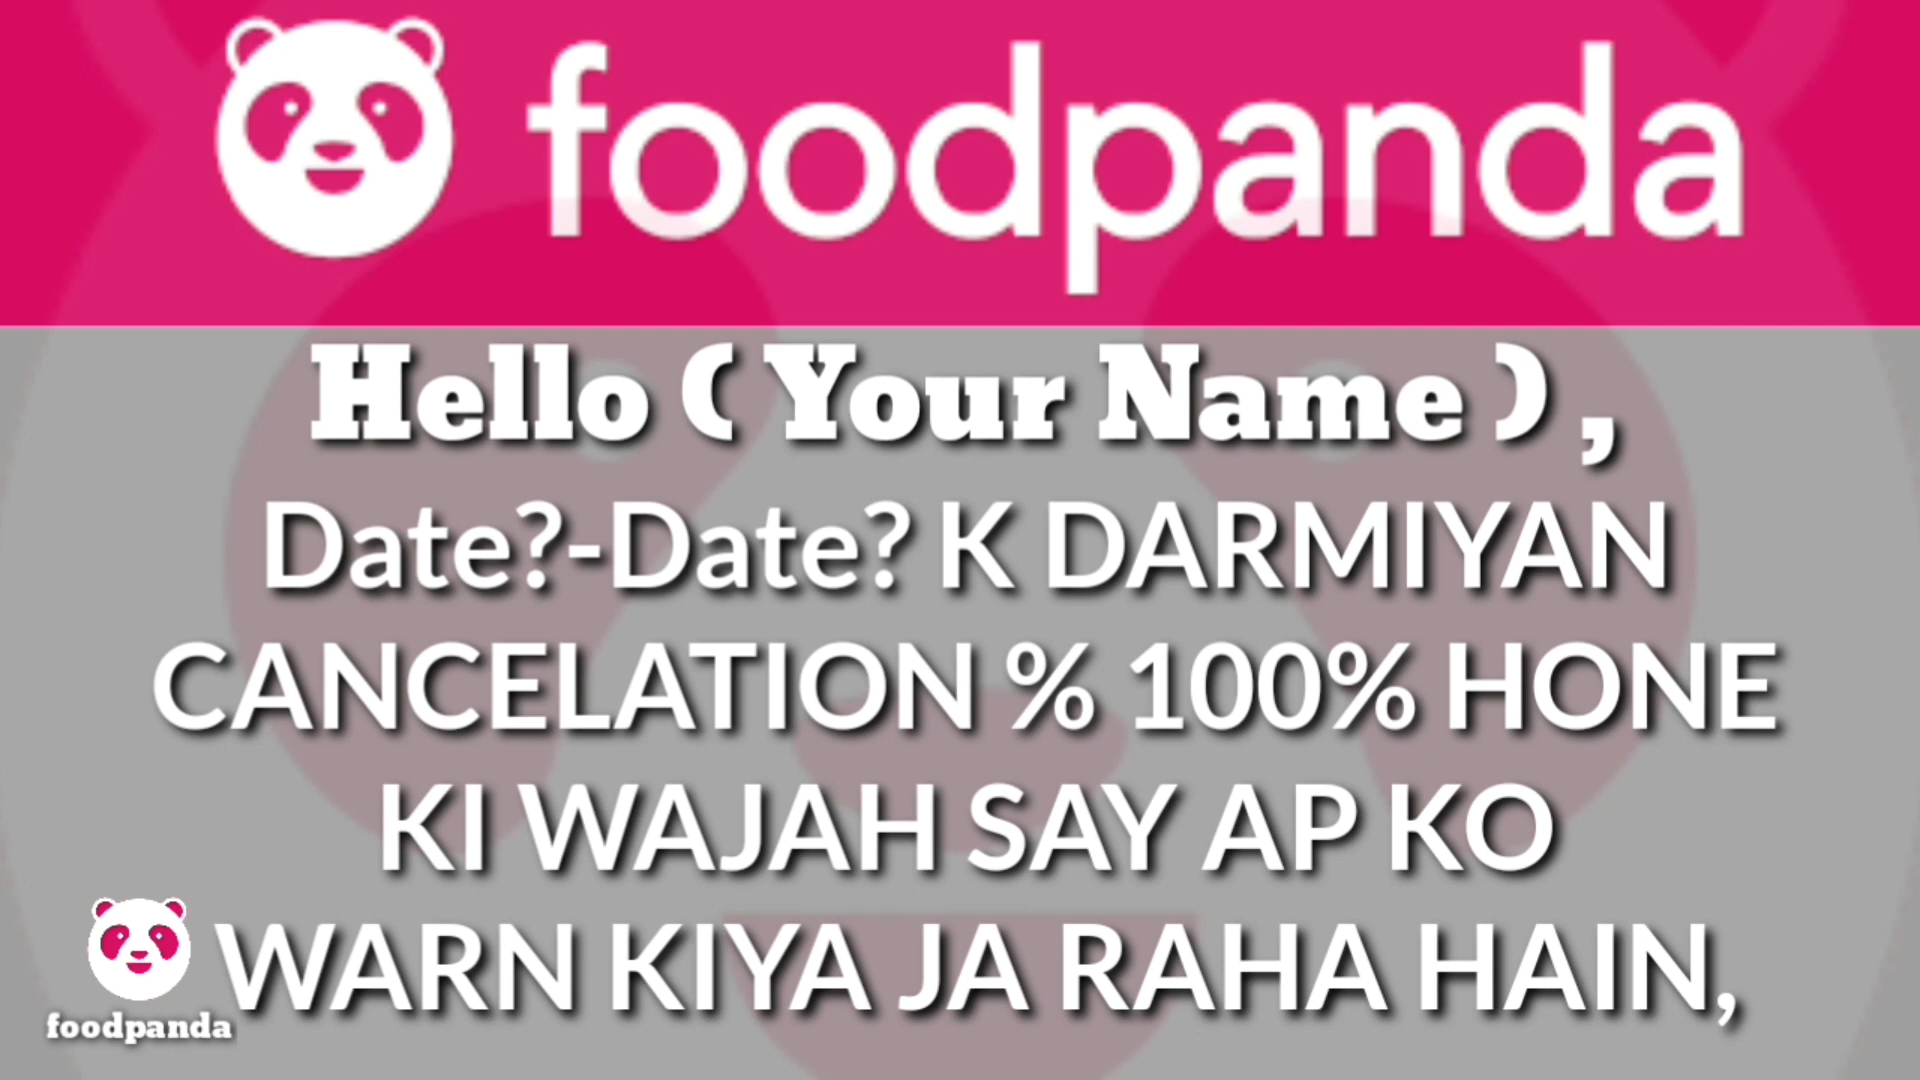 foodpanda
Hello ( Your Name ) ,
Date?-Date? K DARMIYAN
CANCELATION % 100% HONE
KI WAJAH SAY AP KO
WARN KIYA JA RAHA HAIN,
foodpanda